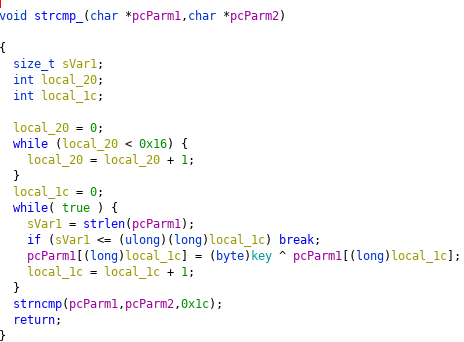 void strcmp_(char *pcParm1,char *pcParm2)
{
size_t sVar1;
int local_20;
int local_1c;
local_20 = 0;
while (local_20 < 0x16) {
local_20 = local_20 + 1;
}
local_1c = 0;
while( true ) {
sVar1 = strlen(pcParm1);
if (sVar1 <= (ulong)(long)local_1c) break;
pcParm1[(long)local_1c] = (byte)key ^ pcParm1[(long)local_1c];
local_1c = local_1c + 1;
}
strncmp(pcParm1,pcParm2,0x1c);
return;
}